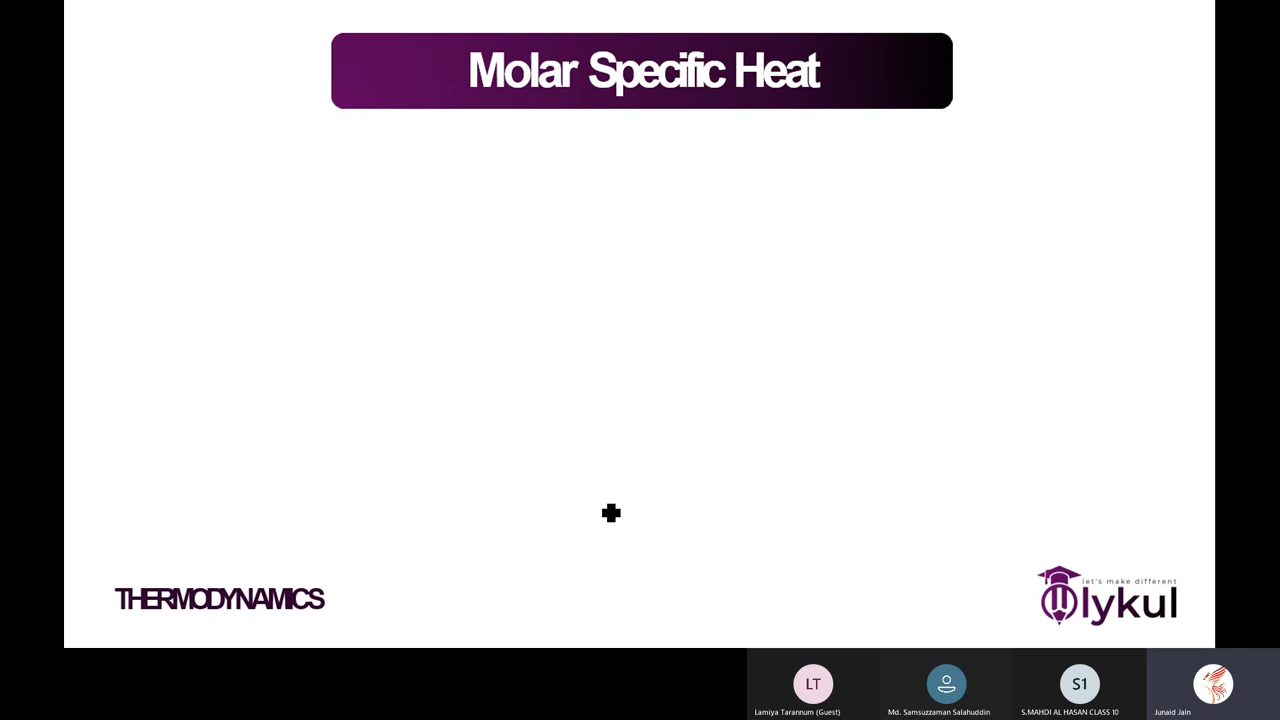 Molar Specific Heat
THERMODYNAMICS
let's make different
lykul
LT
S1
Lamiya Tarannum (Guest)
Md. Samsuzzaman Salahuddin
S.MAHDI AL HASAN CLASS 10
Junaid Jain